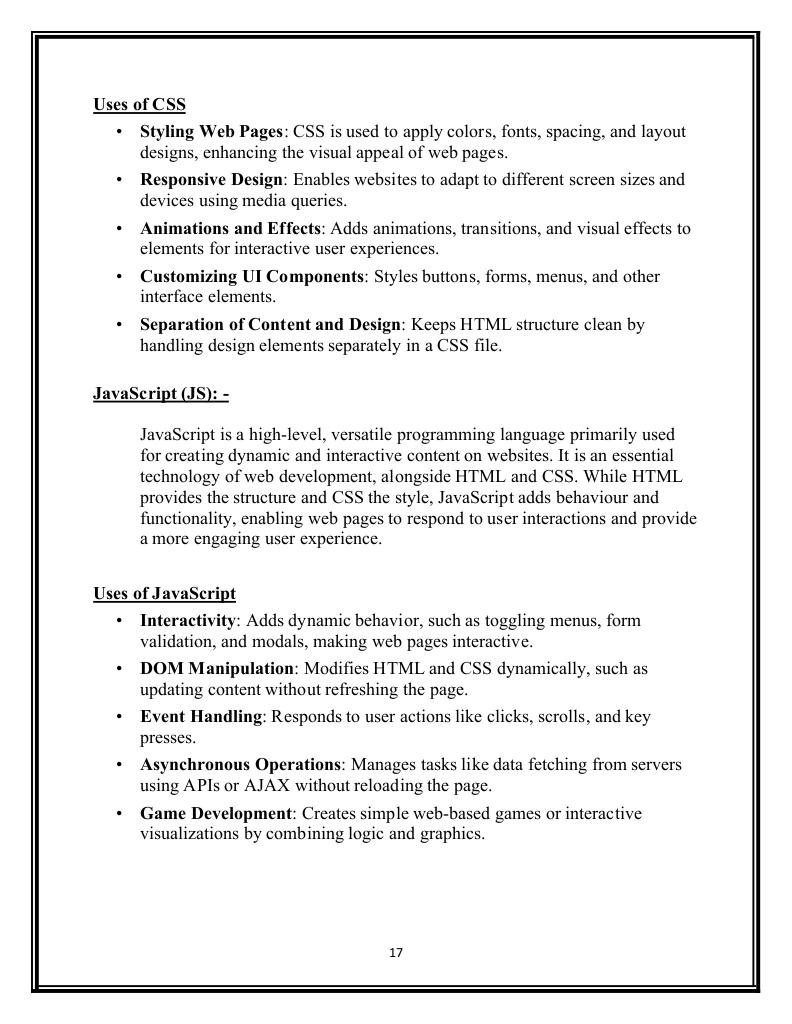 Uses of CSS
• Styling Web Pages: CSS is used to apply colors, fonts, spacing, and layout
designs, enhancing the visual appeal of web pages.
• Responsive Design: Enables websites to adapt to different screen sizes and
devices using media queries.
• Animations and Effects: Adds animations, transitions, and visual effects to
elements for interactive user experiences.
• Customizing UI Components: Styles buttons, forms, menus, and other
interface elements.
• Separation of Content and Design: Keeps HTML structure clean by
handling design elements separately in a CSS file.
JavaScript (JS): -
JavaScript is a high-level, versatile programming language primarily used
for creating dynamic and interactive content on websites. It is an essential
technology of web development, alongside HTML and CSS. While HTML
provides the structure and CSS the style, JavaScript adds behaviour and
functionality, enabling web pages to respond to user interactions and provide
a more engaging user experience.
Uses of JavaScript
• Interactivity: Adds dynamic behavior, such as toggling menus, form
validation, and modals, making web pages interactive.
• DOM Manipulation: Modifies HTML and CSS dynamically, such as
updating content without refreshing the page.
• Event Handling: Responds to user actions like clicks, scrolls, and key
presses.
• Asynchronous Operations: Manages tasks like data fetching from servers
using APIs or AJAX without reloading the page.
• Game Development: Creates simple web-based games or interactive
visualizations by combining logic and graphics.
17